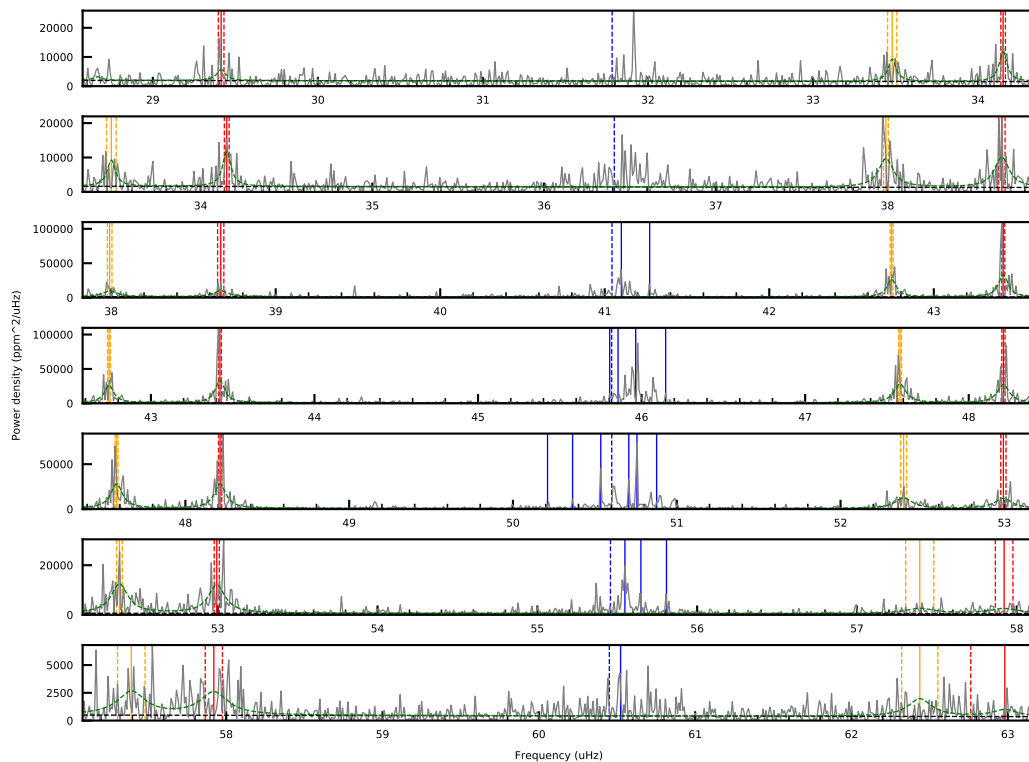 20000
10000
0
29 30 31 32 33 34
20000
10000
0
34 35 36 37 38
100000
50000
0
38 39 40 41 42 43
Power density (ppm^2/uHz)
100000
50000
0
43 44 45 46 47 48
50000
0
48 49 50 51 52 53
20000
0
53 54 55 56 57 58
5000
2500
0
58 59 60 61 62 63
Frequency (uHz)